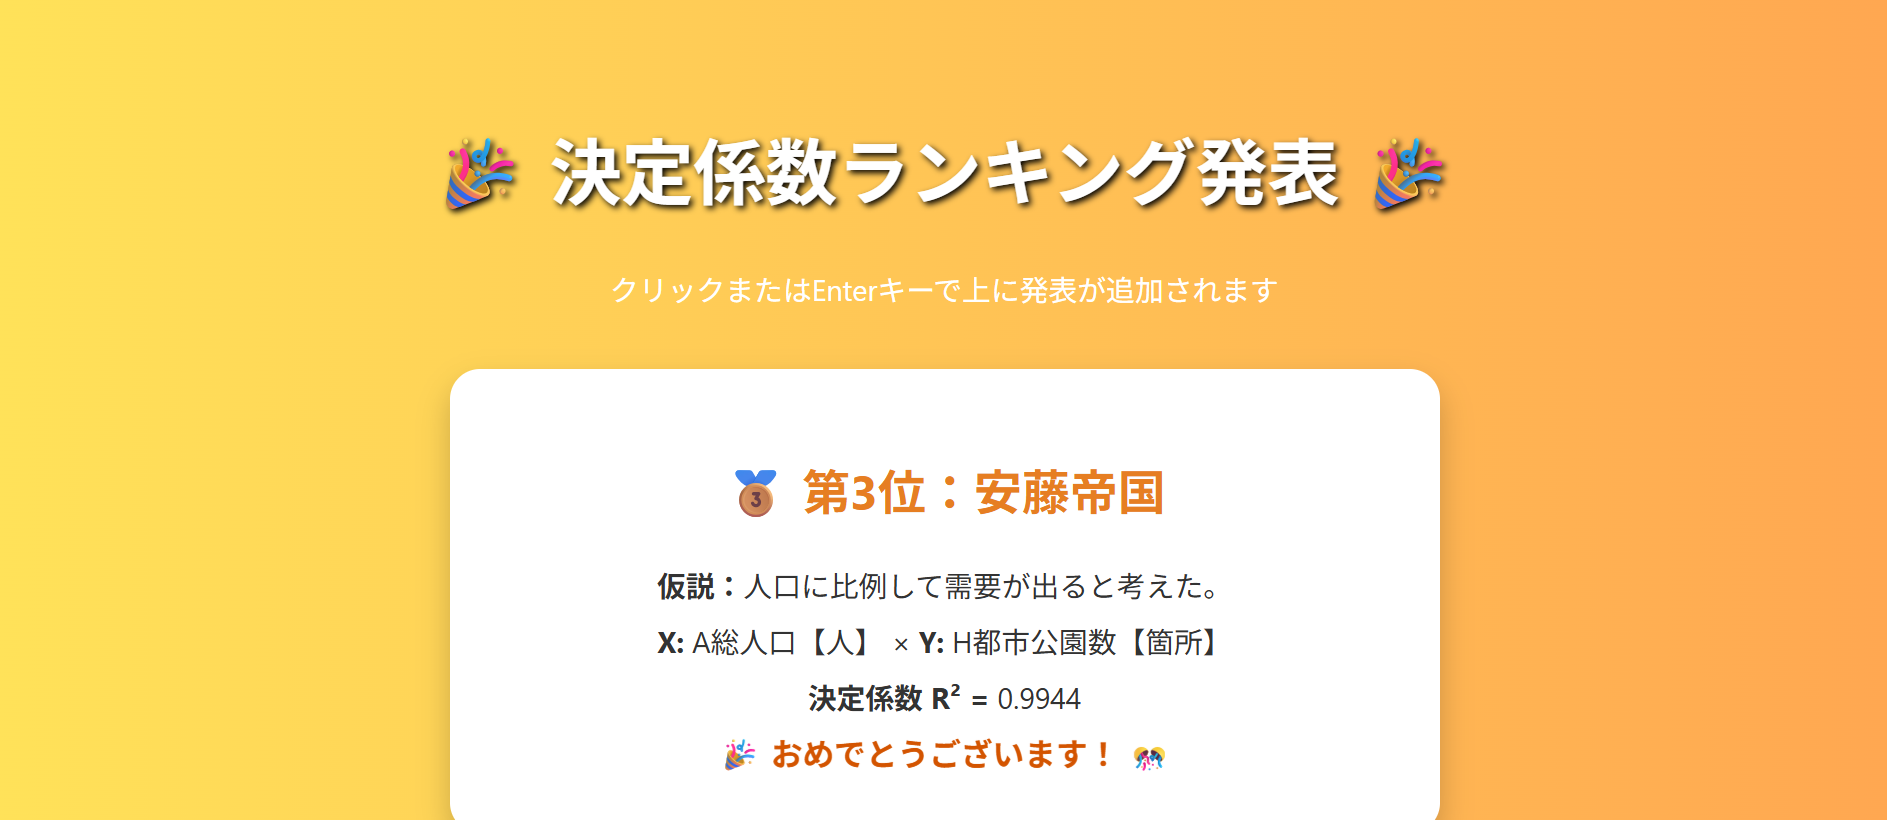 🎉 決定係数ランキング発表 🎉
クリックまたはEnterキーで上に発表が追加されます
🥉 第3位：安藤帝国
仮説：人口に比例して需要が出ると考えた。
X: A総人口【人】 × Y: H都市公園数【箇所】
決定係数 R² = 0.9944
🎉 おめでとうございます！ 🎊